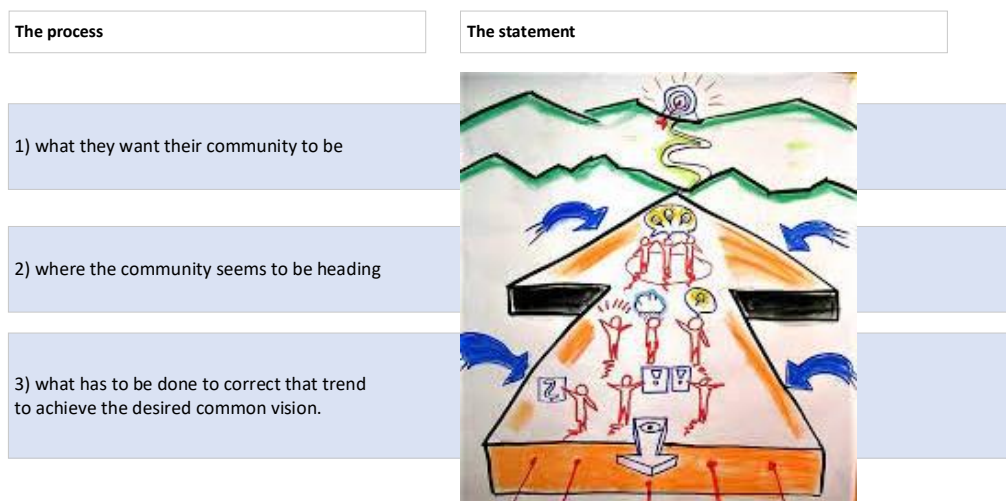 The process
The statement
1) what they want their community to be
2) where the community seems to be heading
3) what has to be done to correct that trend
to achieve the desired common vision.